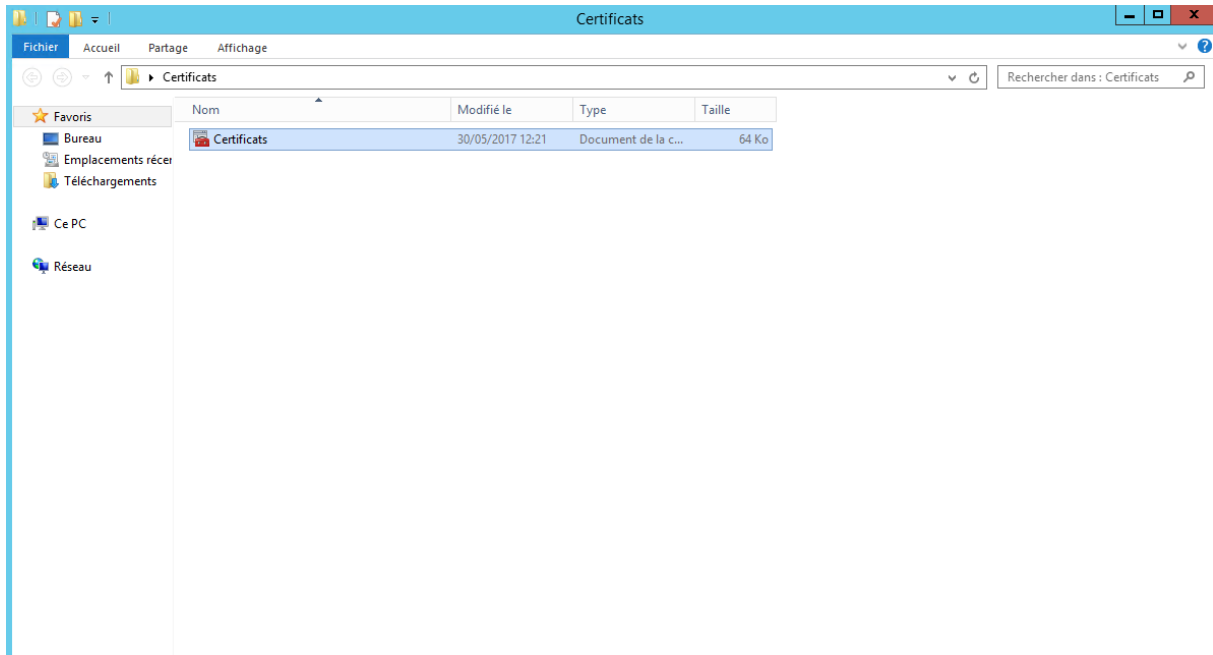 Certificats
Fichier Accueil Partage Affichage
Certificats
Rechercher dans : Certificats
Favoris
Bureau
Emplacements récer
Téléchargements
Ce PC
Réseau
Nom Modifié le Type Taille
Certificats 30/05/2017 12:21 Document de la c... 64 Ko